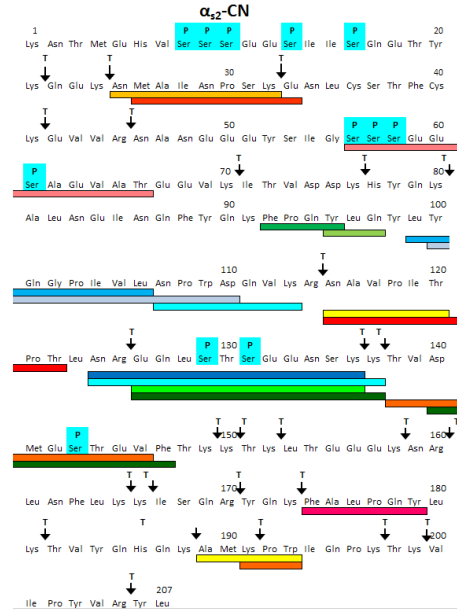 αs2-CN
P P P P P
1 20
Lys Asn Thr Met Glu His Val Ser Ser Ser Glu Glu Ser Ile Ile Ser Gln Glu Thr Tyr
T T 30 T 40
Lys Gln Glu Lys Asn Met Ala Ile Asn Pro Ser Lys Glu Asn Leu Cys Ser Thr Phe Cys
T T 50 P P P 60
Lys Glu Val Val Arg Asn Ala Asn Glu Glu Glu Tyr Ser Ile Gly Ser Ser Ser Glu Glu
P 70 T T 80 T
Ser Ala Glu Val Ala Thr Glu Glu Val Lys Ile Thr Val Asp Asp Lys His Tyr Gln Lys
90 100
Ala Leu Asn Glu Ile Asn Gln Phe Tyr Gln Lys Phe Pro Gln Tyr Leu Gln Tyr Leu Tyr
110 T 120
Gln Gly Pro Ile Val Leu Asn Pro Trp Asp Gln Val Lys Arg Asn Ala Val Pro Ile Thr
T P 130 P T T 140
Pro Thr Leu Asn Arg Glu Gln Leu Ser Thr Ser Glu Glu Asn Ser Lys Lys Thr Val Asp
P T 150 T T T 160 T
Met Glu Ser Thr Glu Val Phe Thr Lys Lys Thr Lys Leu Thr Glu Glu Glu Lys Asn Arg
T T 170 T T 180
Leu Asn Phe Leu Lys Lys Ile Ser Gln Arg Tyr Gln Lys Phe Ala Leu Pro Gln Tyr Leu
T T 190 T T T 200
Lys Thr Val Tyr Gln His Gln Lys Ala Met Lys Pro Trp Ile Gln Pro Lys Thr Lys Val
T 207
Ile Pro Tyr Val Arg Tyr Leu